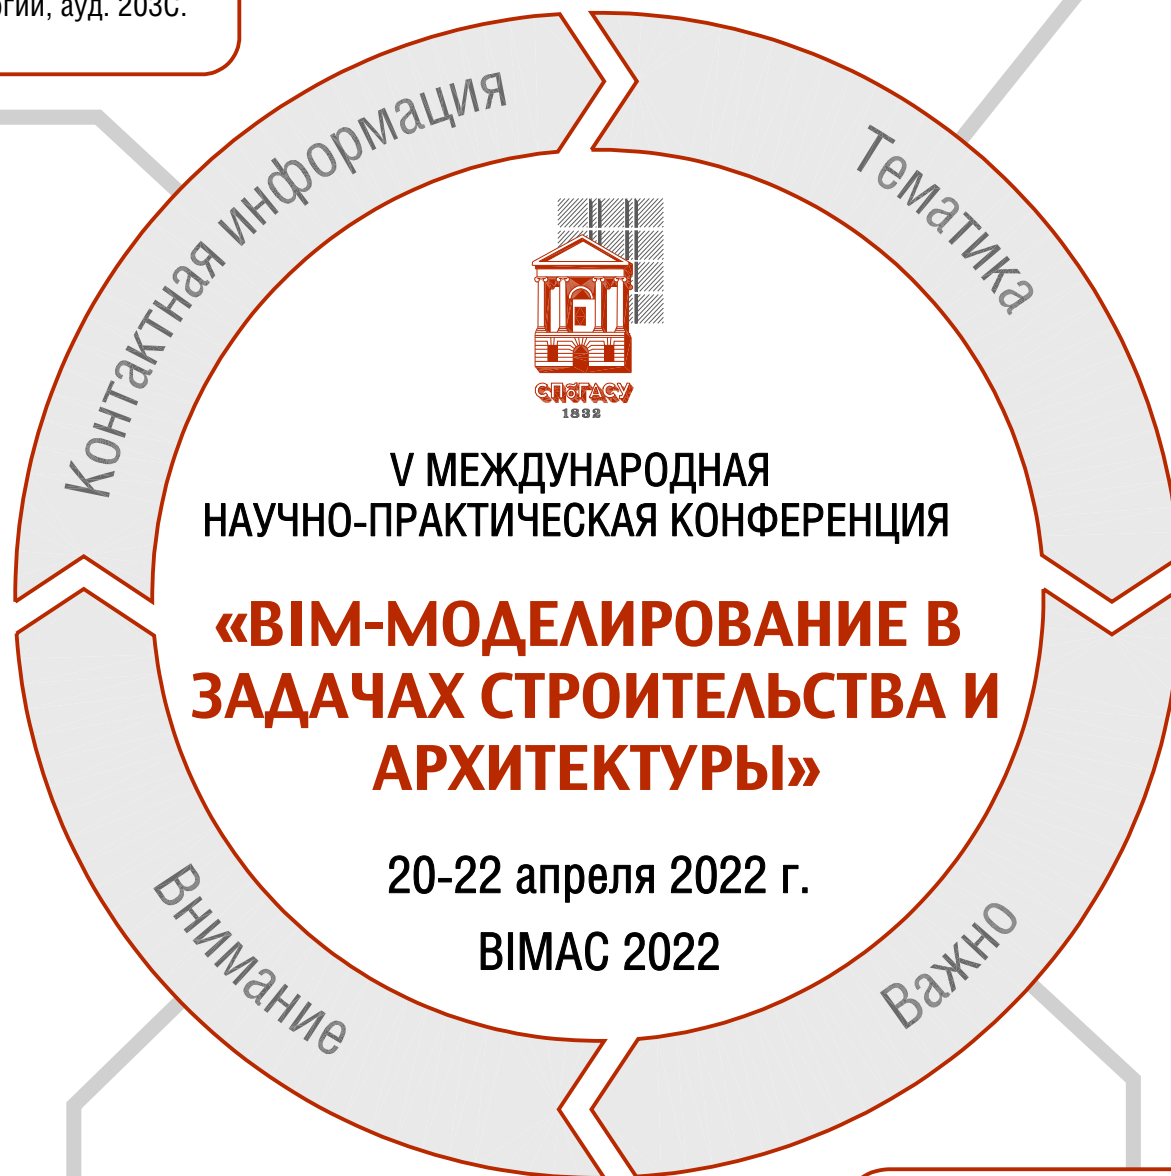 ауд. 203С.
Контактная информация
Тематика
СПбГАСУ
1832
V МЕЖДУНАРОДНАЯ
НАУЧНО-ПРАКТИЧЕСКАЯ КОНФЕРЕНЦИЯ
«BIM-МОДЕЛИРОВАНИЕ В
ЗАДАЧАХ СТРОИТЕЛЬСТВА И
АРХИТЕКТУРЫ»
20-22 апреля 2022 г.
BIMAC 2022
Внимание
Важно